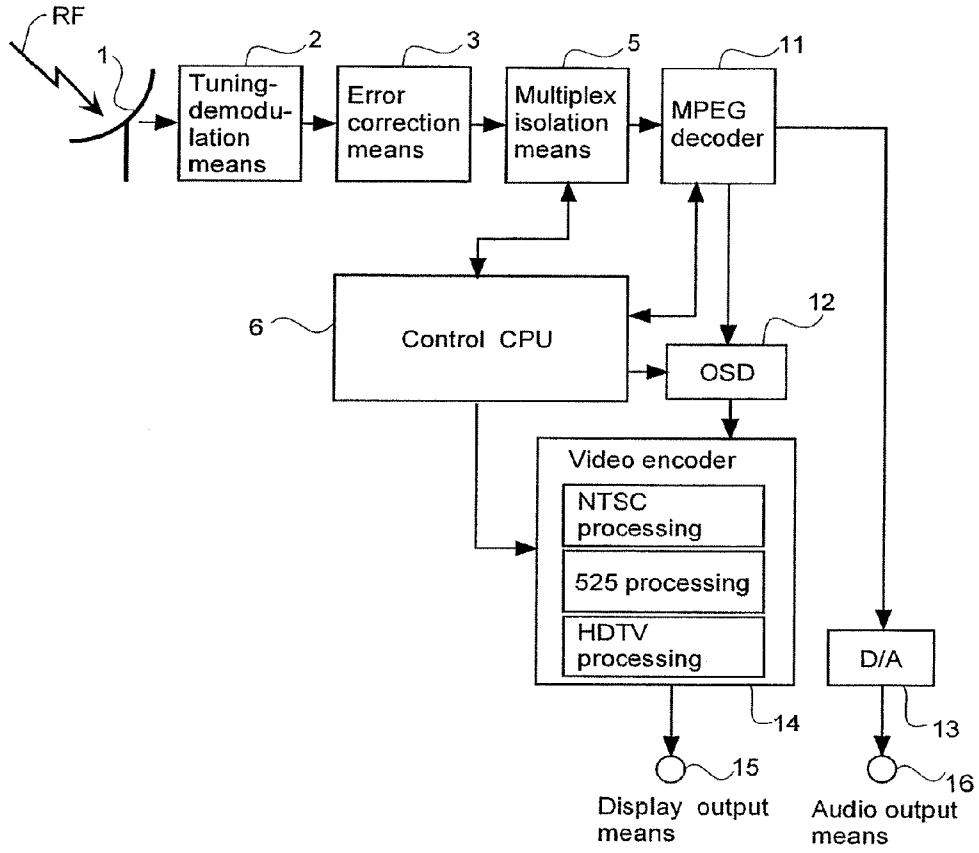 RF
1
2
3
5
11
Tuning-
demodu-
lation
means
Error
correction
means
Multiplex
isolation
means
MPEG
decoder
6
Control CPU
12
OSD
Video encoder
NTSC
processing
525 processing
HDTV
processing
D/A
14
13
15
16
Display output
means
Audio output
means